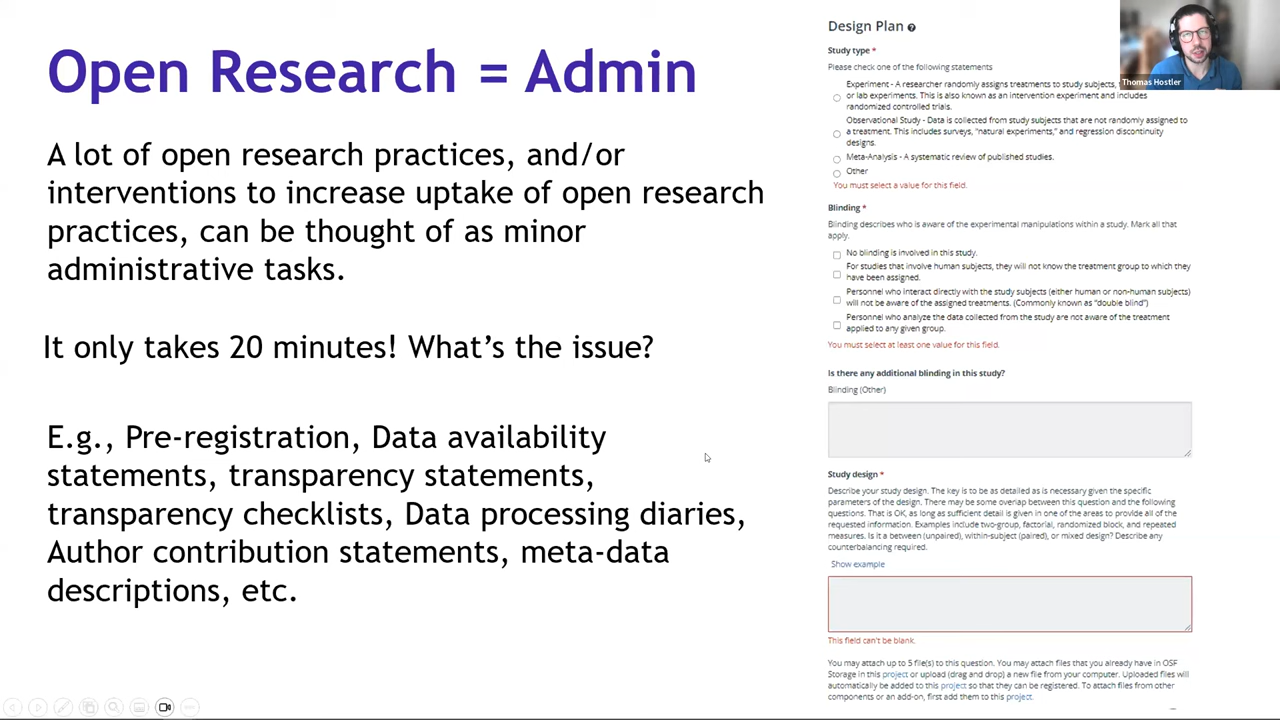 Open Research = Admin
A lot of open research practices, and/or
interventions to increase uptake of open research
practices, can be thought of as minor
administrative tasks.
It only takes 20 minutes! What's the issue?
E.g., Pre-registration, Data availability
statements, transparency statements,
transparency checklists, Data processing diaries,
Author contribution statements, meta-data
descriptions, etc.
Design Plan
Study type *
Please check one of the following statements
Experiment - A researcher randomly assigns treatments to study subjects,
or lab experiments. This is also known as an intervention experiment and includes
randomized controlled trials.
Observational Study - Data is collected from study subjects that are not randomly assigned to
a treatment. This includes surveys, "natural experiments," and regression discontinuity
designs.
Meta-Analysis - A systematic review of published studies.
Other
You must select a value for this field.
Blinding *
Blinding describes who is aware of the experimental manipulations within a study. Mark all that
apply.
No blinding is involved in this study.
For studies that involve human subjects, they will not know the treatment group to which they
have been assigned.
Personnel who interact directly with the study subjects (either human or non-human subjects)
will not be aware of the assigned treatments. (Commonly known as "double blind")
Personnel who analyze the data collected from the study are not aware of the treatment
applied to any given group.
You must select at least one value for this field.
Is there any additional blinding in this study?
Blinding (Other)
Study design *
Describe your study design. The key is to be as detailed as is necessary given the specific
parameters of the design. There may be some overlap between this question and the following
questions. That is OK, as long as sufficient detail is given in one of the areas to provide all of the
requested information. Examples include two-group, factorial, randomized block, and repeated
measures. Is it a between (unpaired), within-subject (paired), or mixed design? Describe any
counterbalancing required.
Show example
This field can't be blank.
You may attach up to 5 file(s) to this question. You may attach files that you already have in OSF
Storage in this project or upload (drag and drop) a new file from your computer. Uploaded files will
automatically be added to this project so that they can be registered. To attach files from other
components or an add-on, first add them to this project.
Thomas Hostler